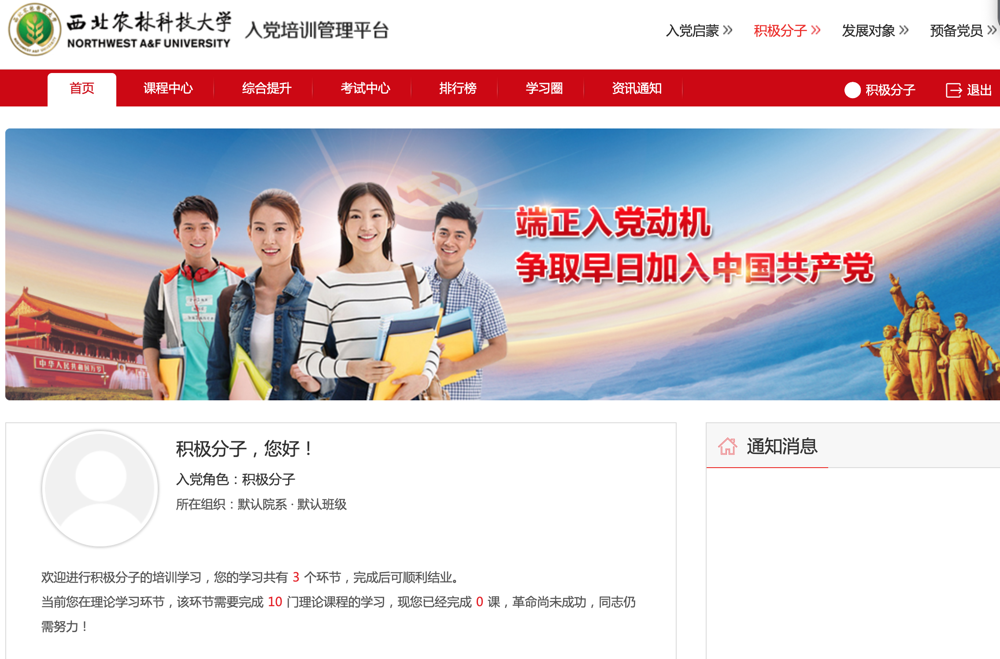 西北农林科技大学
NORTHWEST A&F UNIVERSITY
入党培训管理平台
入党启蒙 »
积极分子 »
发展对象 »
预备党员 »
首页
课程中心
综合提升
考试中心
排行榜
学习圈
资讯通知
积极分子
退出
端正入党动机
争取早日加入中国共产党
中华人民共和国万岁
积极分子，您好！
入党角色：积极分子
所在组织：默认院系 · 默认班级
通知消息
欢迎进行积极分子的培训学习，您的学习共有 3 个环节，完成后可顺利结业。
当前您在理论学习环节，该环节需要完成 10 门理论课程的学习，现您已经完成 0 课，革命尚未成功，同志仍
需努力！